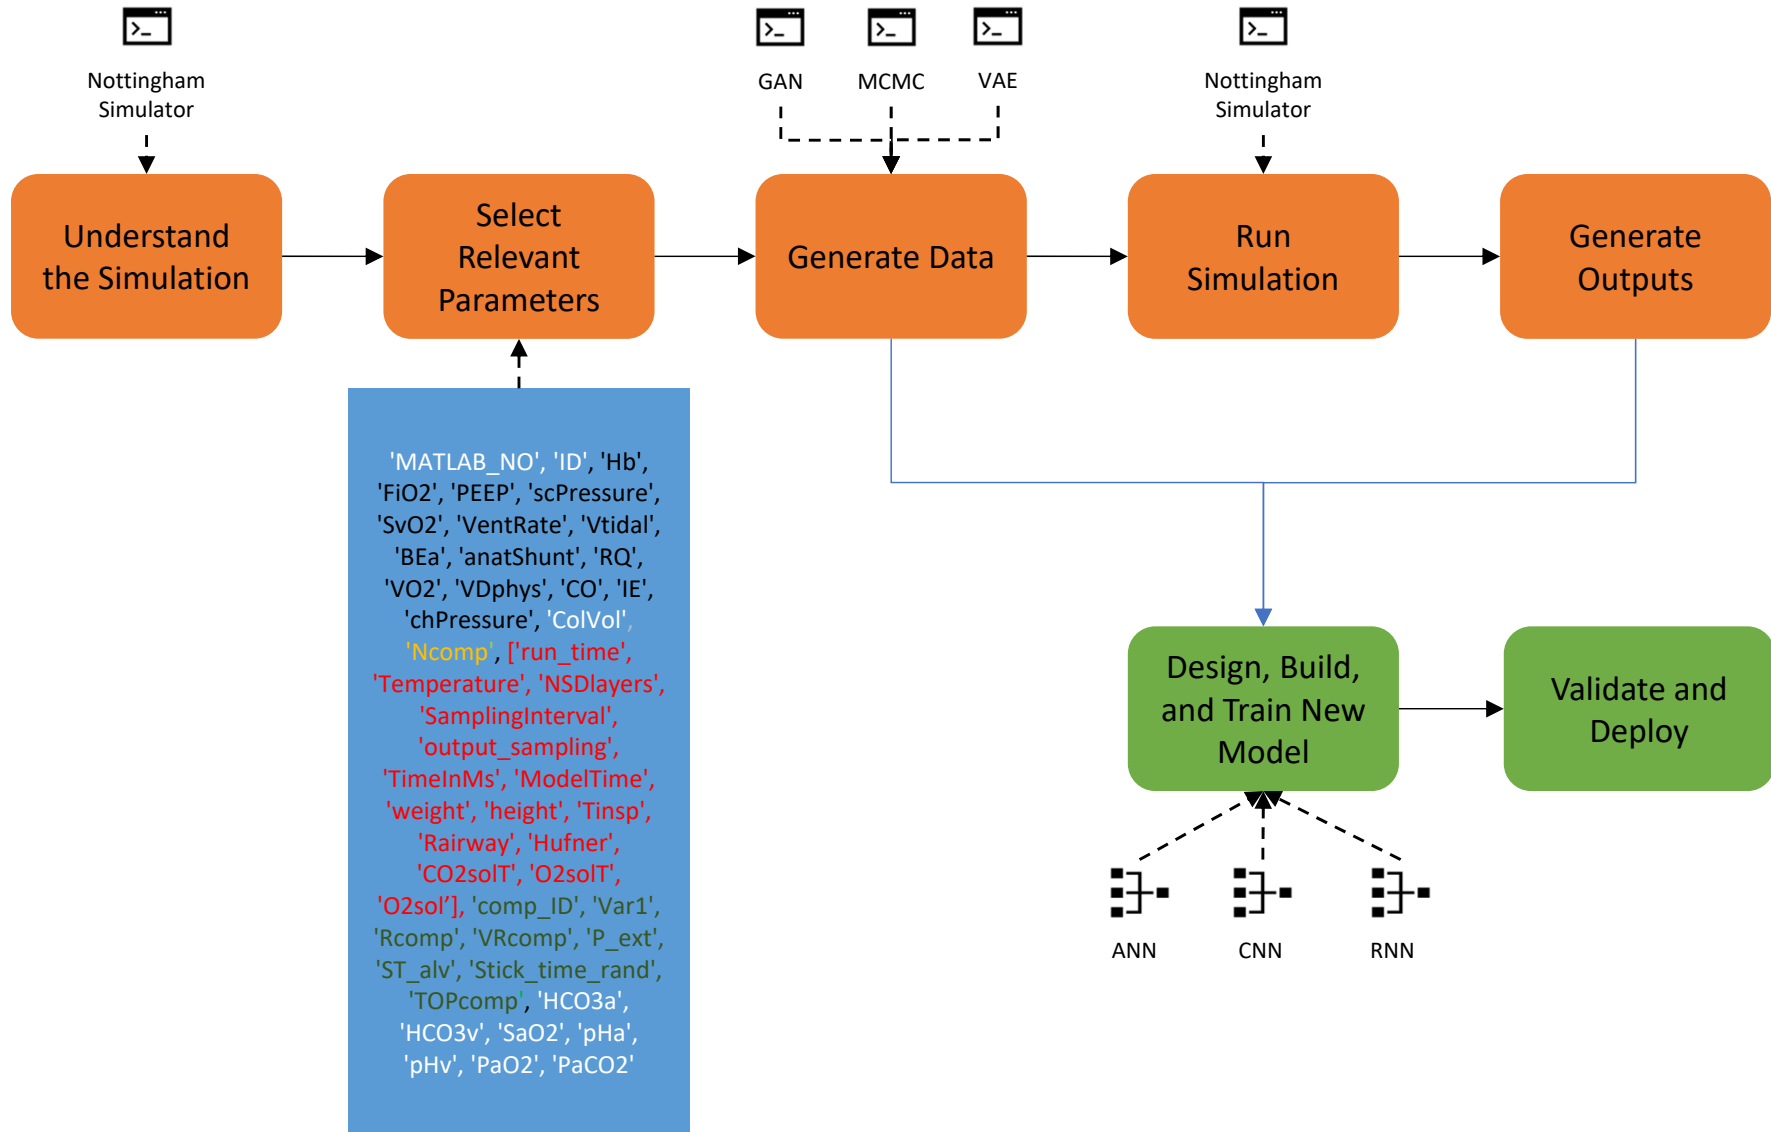 >_
>_
>_
>_
>_
Nottingham
Simulator
GAN
MCMC
VAE
Nottingham
Simulator
Understand
the Simulation
Select
Relevant
Parameters
Generate Data
Run
Simulation
Generate
Outputs
'MATLAB_NO', 'ID', 'Hb',
'FiO2', 'PEEP', 'scPressure',
'SvO2', 'VentRate', 'Vtidal',
'BEa', 'anatShunt', 'RQ',
'VO2', 'VDphys', 'CO', 'IE',
'chPressure', 'ColVol',
'Ncomp', ['run_time',
'Temperature', 'NSDlayers',
'SamplingInterval',
'output_sampling',
'TimeInMs', 'ModelTime',
'weight', 'height', 'Tinsp',
'Rairway', 'Hufner',
'CO2solT', 'O2solT',
'O2sol’], 'comp_ID', 'Var1',
'Rcomp', 'VRcomp', 'P_ext',
'ST_alv', 'Stick_time_rand',
'TOPcomp', 'HCO3a',
'HCO3v', 'SaO2', 'pHa',
'pHv', 'PaO2', 'PaCO2'
Design, Build,
and Train New
Model
Validate and
Deploy
ANN
CNN
RNN